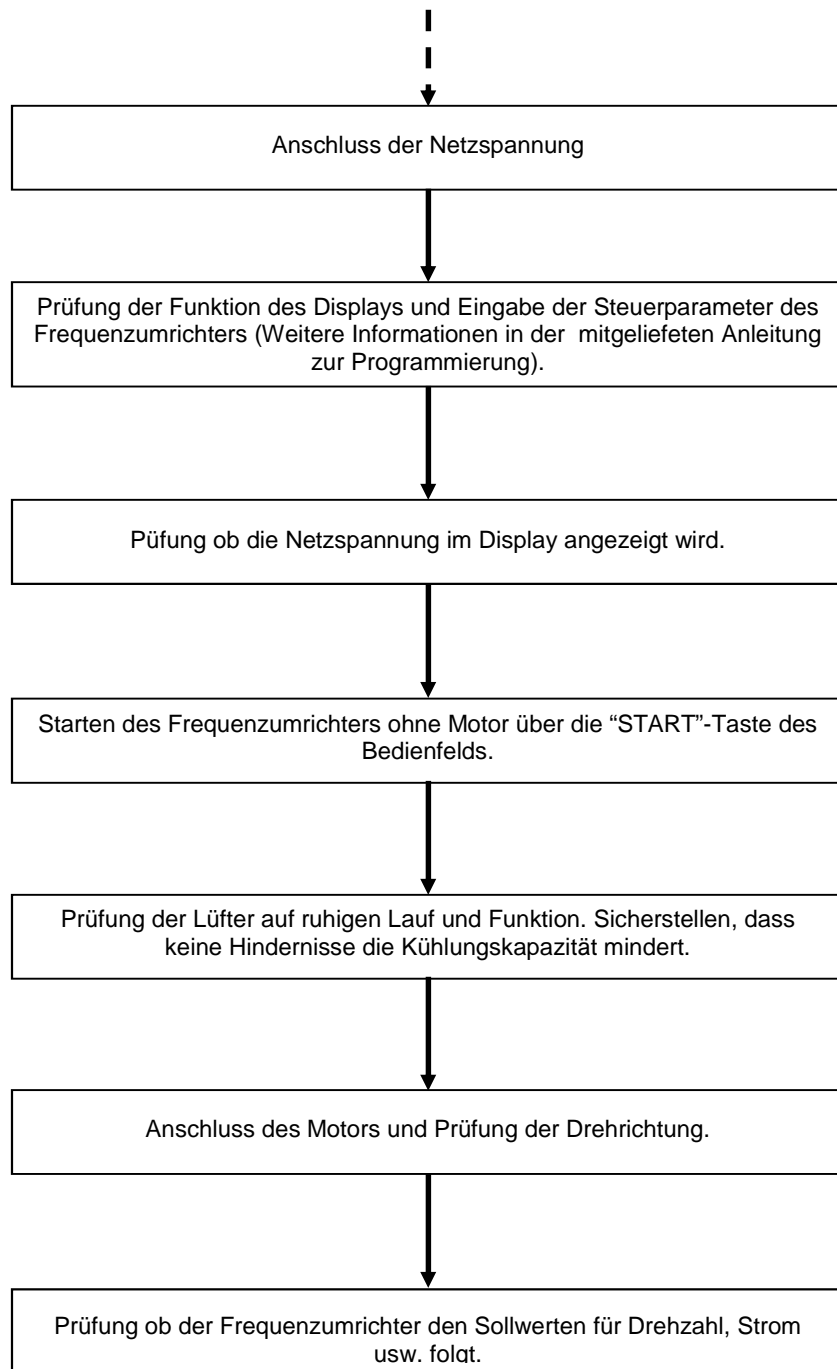 Anschluss der Netzspannung
Prüfung der Funktion des Displays und Eingabe der Steuerparameter des
Frequenzumrichters (Weitere Informationen in der  mitgeliefeten Anleitung
zur Programmierung).
Püfung ob die Netzspannung im Display angezeigt wird.
Starten des Frequenzumrichters ohne Motor über die “START”-Taste des
Bedienfelds.
Prüfung der Lüfter auf ruhigen Lauf und Funktion. Sicherstellen, dass
keine Hindernisse die Kühlungskapazität mindert.
Anschluss des Motors und Prüfung der Drehrichtung.
Prüfung ob der Frequenzumrichter den Sollwerten für Drehzahl, Strom
usw. folgt.